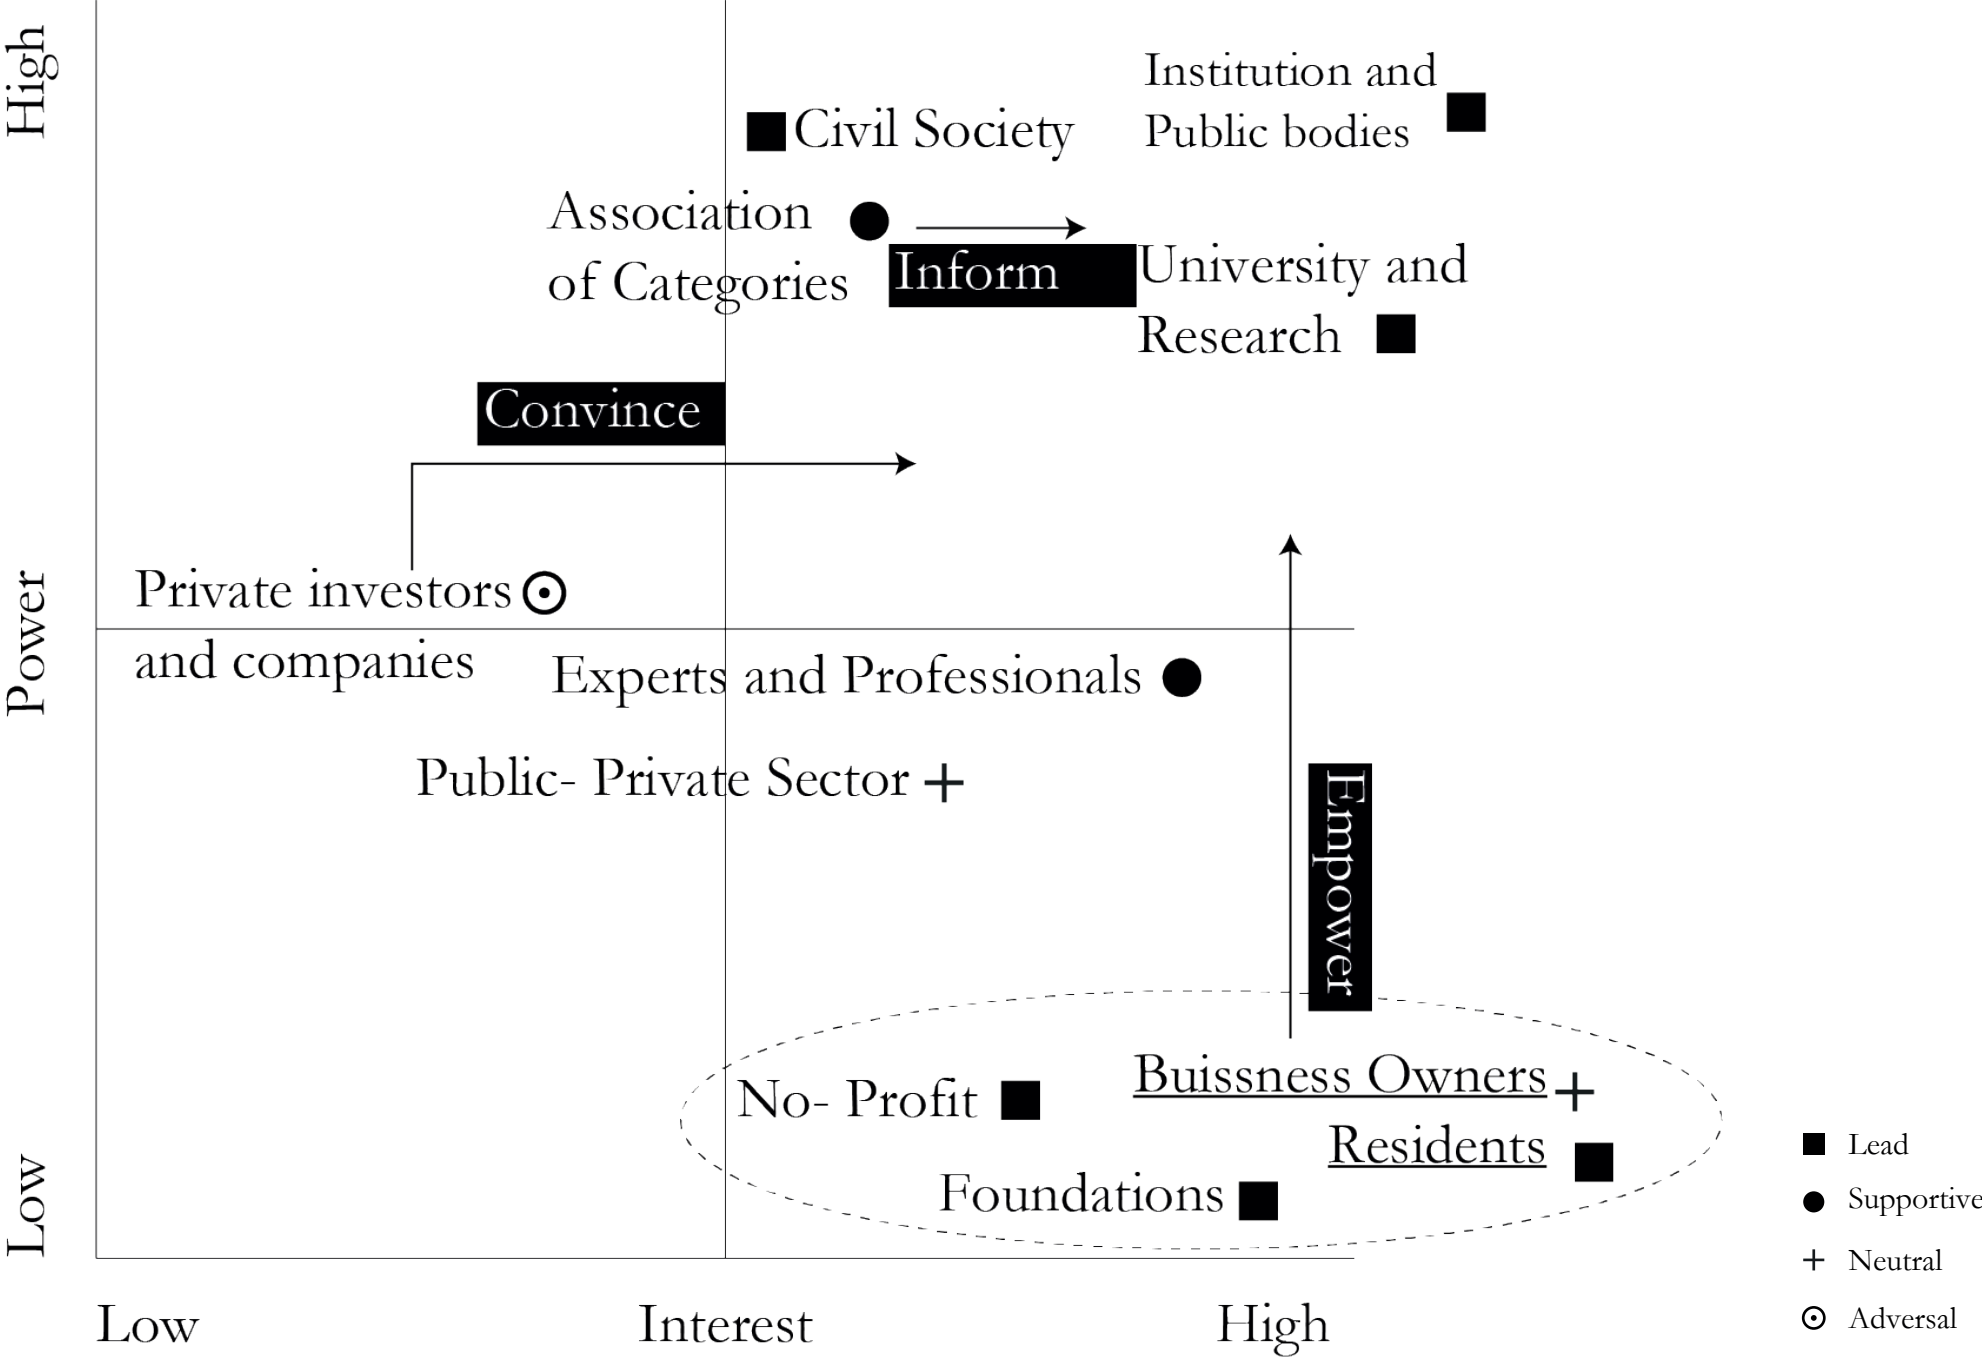 High
Institution and
Public bodies
Civil Society
Association
of Categories
Inform
University and
Research
Convince
Power
Private investors
and companies
Experts and Professionals
Public- Private Sector
Empower
Buissness Owners
No- Profit
Residents
Foundations
Low
Lead
Supportive
Neutral
Adversal
Low
Interest
High